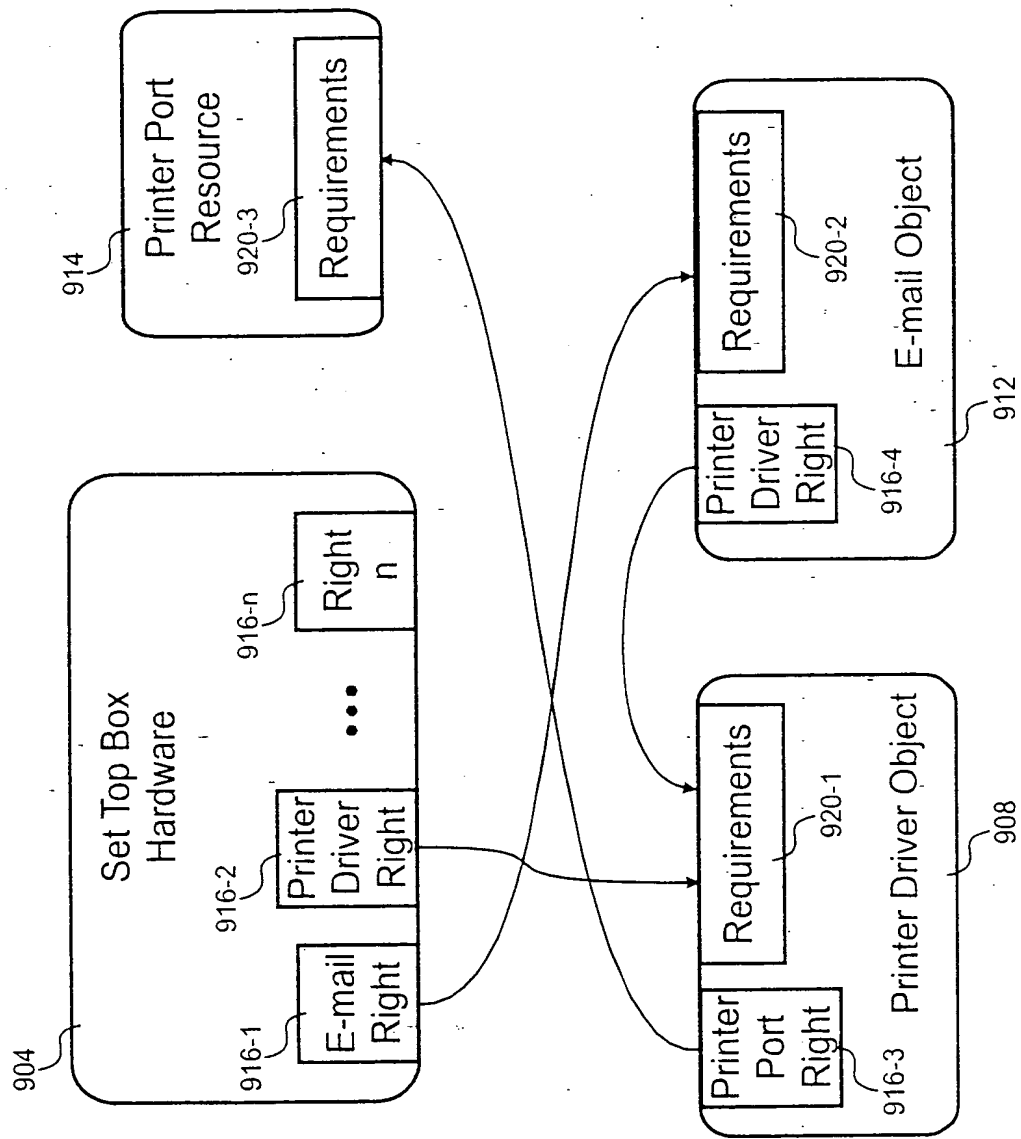 904
Set Top Box
Hardware
916-1
E-mail
Right
916-2
Printer
Driver
Right
916-n
Right
n
914
Printer Port
Resource
920-3
Requirements
Printer
Port
Right
916-3
Requirements
920-1
Printer Driver Object
908
Printer
Driver
Right
916-4
Requirements
920-2
E-mail Object
912